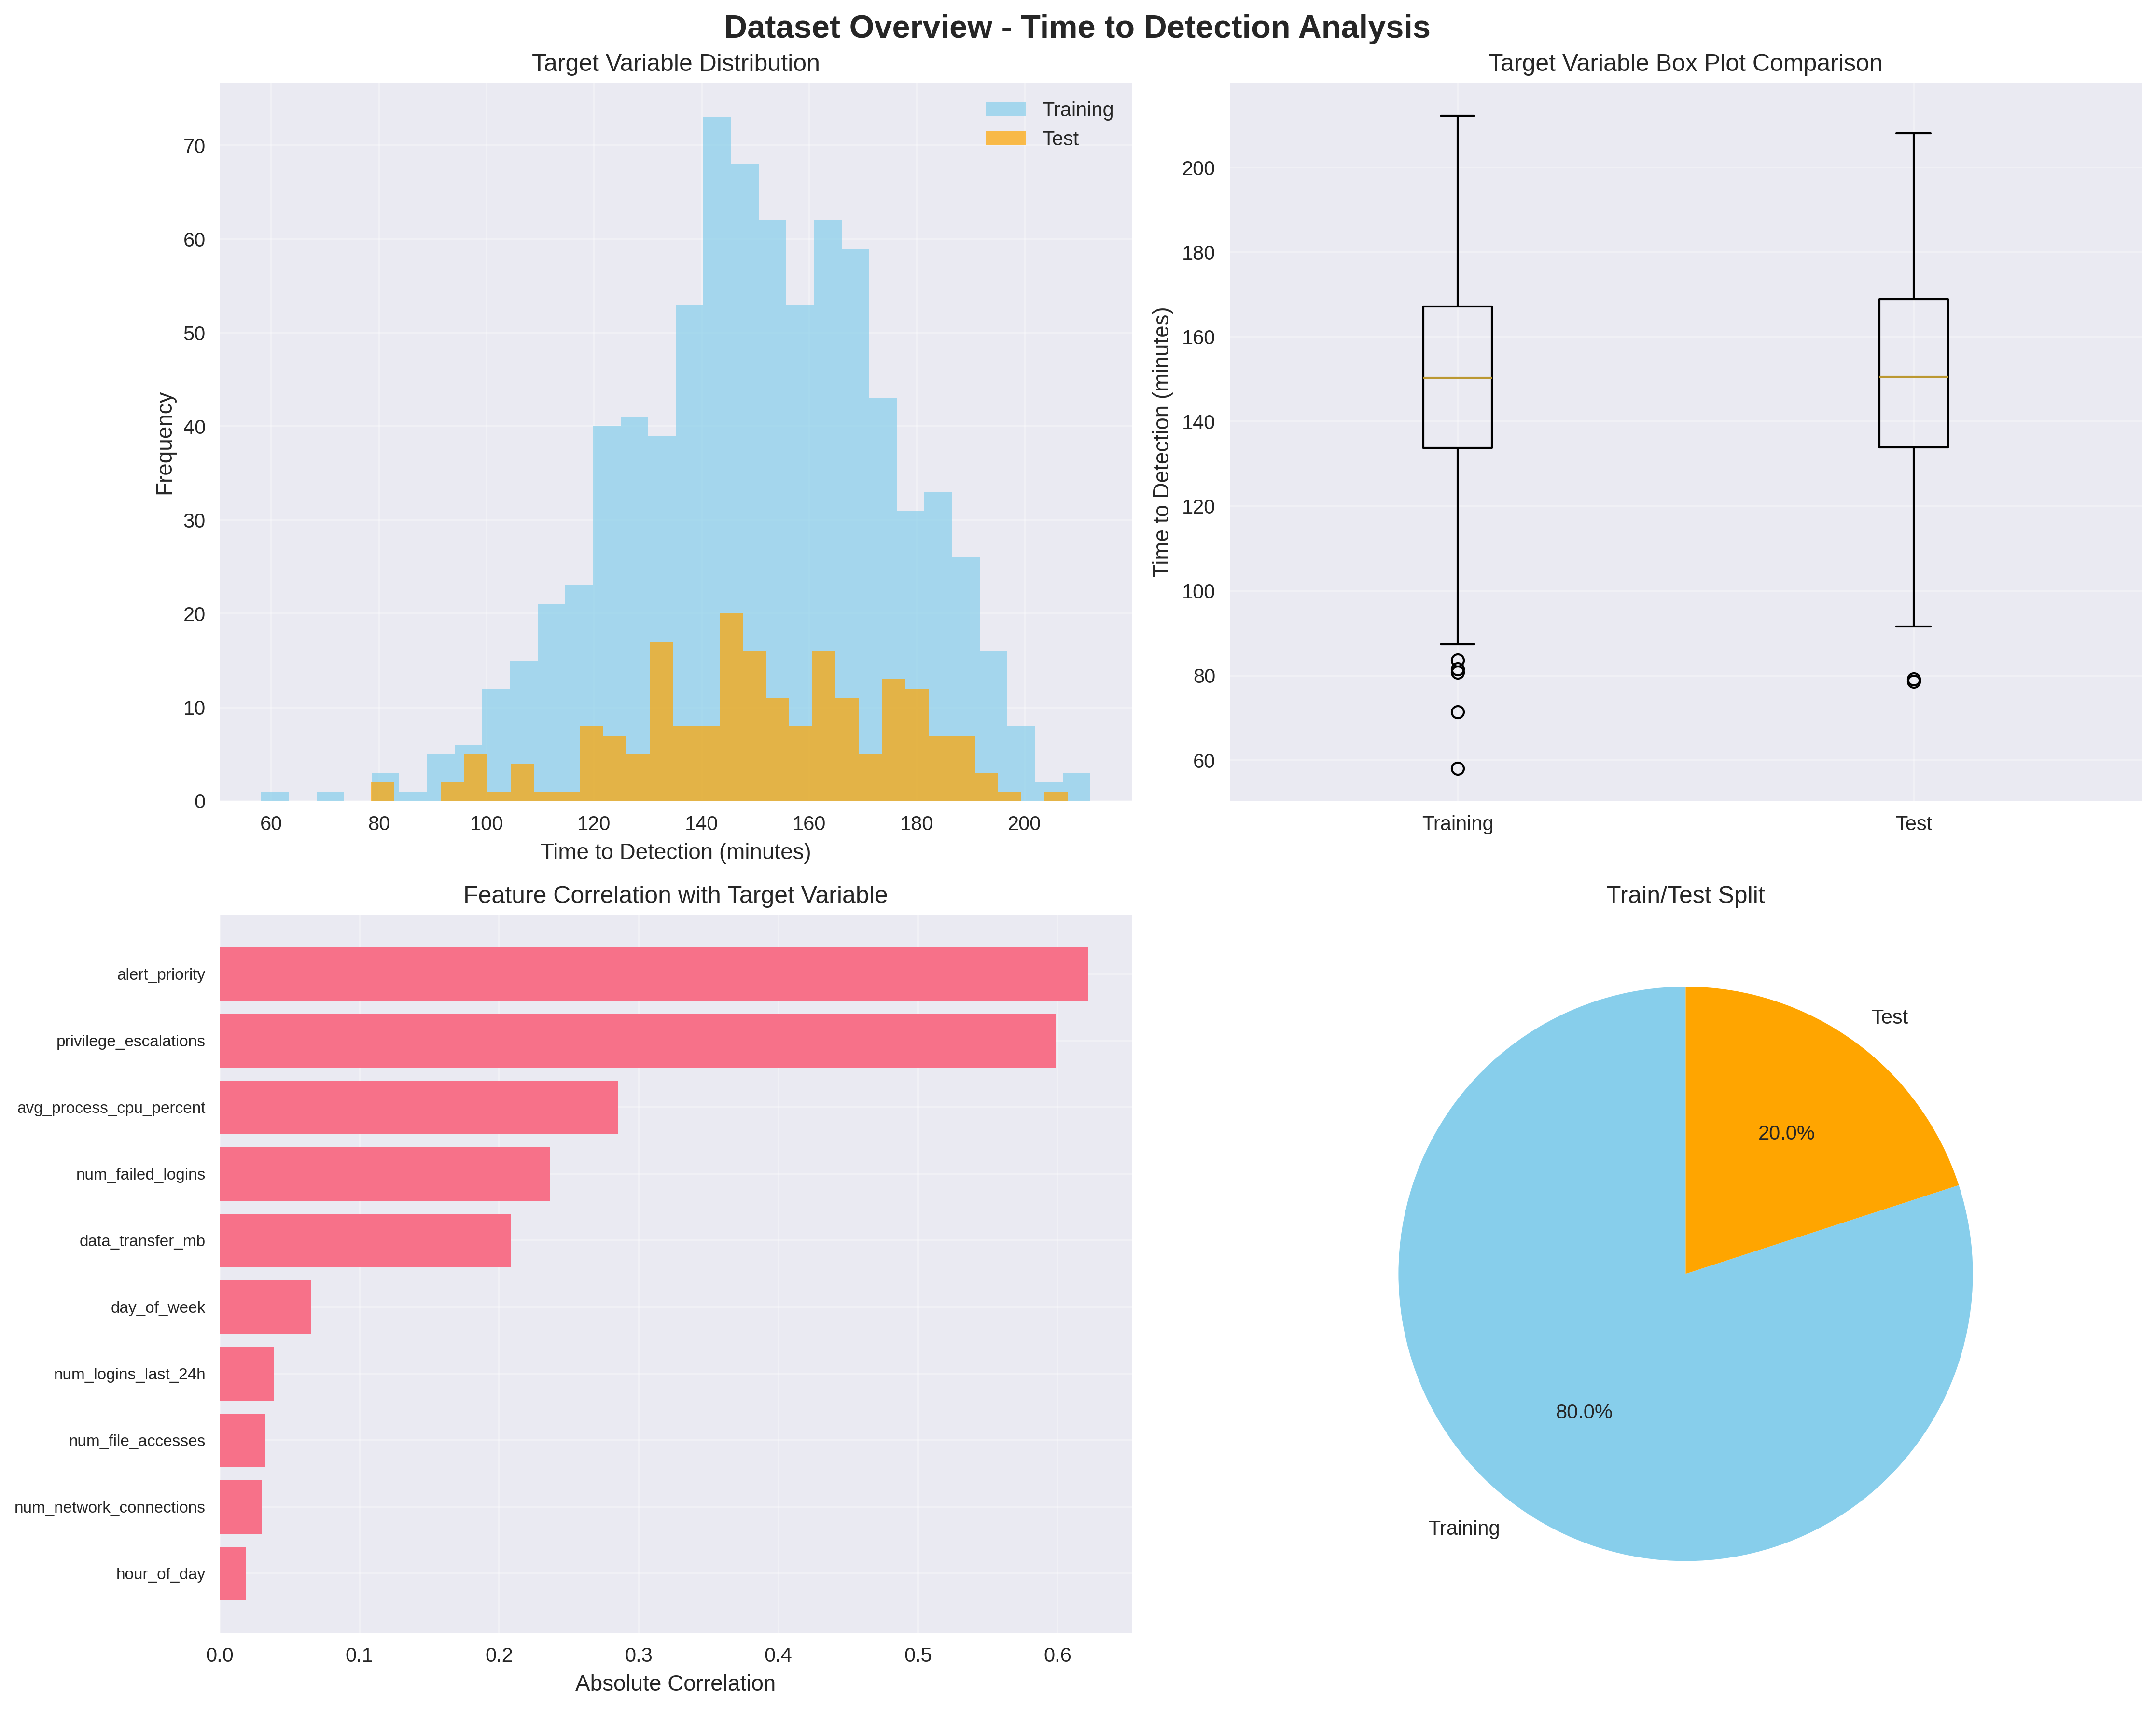 Dataset Overview - Time to Detection Analysis
Target Variable Distribution
Training
Test
70
60
50
40
30
20
10
0
Frequency
60 80 100 120 140 160 180 200
Time to Detection (minutes)
Target Variable Box Plot Comparison
200
180
160
140
120
100
80
60
Time to Detection (minutes)
Training Test
Feature Correlation with Target Variable
alert_priority
privilege_escalations
avg_process_cpu_percent
num_failed_logins
data_transfer_mb
day_of_week
num_logins_last_24h
num_file_accesses
num_network_connections
hour_of_day
0.0 0.1 0.2 0.3 0.4 0.5 0.6
Absolute Correlation
Train/Test Split
Test
20.0%
80.0%
Training